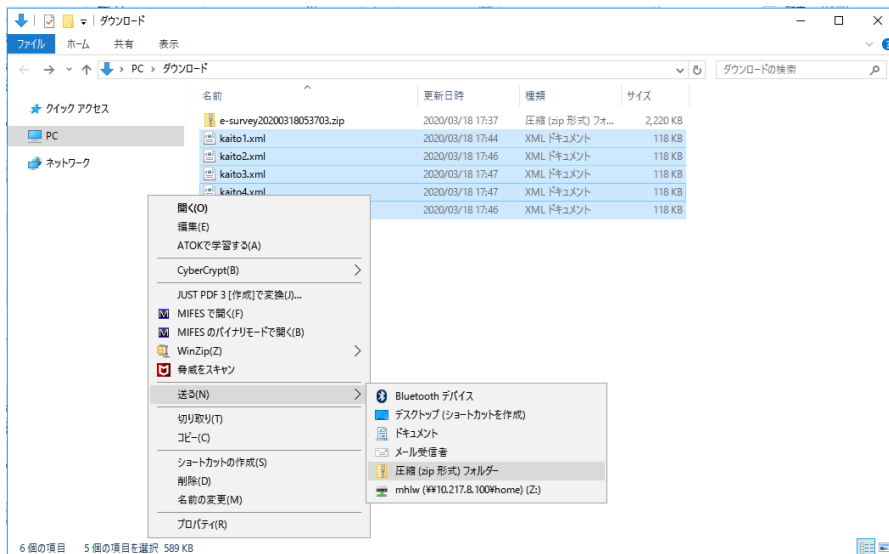 ダウンロード
ファイル ホーム 共有 表示
PC ダウンロード ダウンロードの検索
名前 更新日時 種類 サイズ
クイック アクセス
PC
ネットワーク
e-survey20200318053703.zip 2020/03/18 17:37 圧縮 (zip 形式) フォ... 2,220 KB
kaito1.xml 2020/03/18 17:44 XML ドキュメント 118 KB
kaito2.xml 2020/03/18 17:46 XML ドキュメント 118 KB
kaito3.xml 2020/03/18 17:47 XML ドキュメント 118 KB
kaito4.xml 2020/03/18 17:47 XML ドキュメント 118 KB
2020/03/18 17:46 XML ドキュメント 118 KB
開く(O)
編集(E)
ATOKで学習する(A)
CyberCrypt(B)
JUST PDF 3 [作成]で変換(J)...
MIFES で開く(F)
MIFES のバイナリモードで開く(B)
WinZip(Z)
脅威をスキャン
送る(N)
切り取り(T)
コピー(C)
ショートカットの作成(S)
削除(D)
名前の変更(M)
プロパティ(R)
Bluetooth デバイス
デスクトップ (ショートカットを作成)
ドキュメント
メール受信者
圧縮 (zip 形式) フォルダー
mhlw (¥¥10.217.8.100¥home) (Z:)
6 個の項目 5 個の項目を選択 589 KB